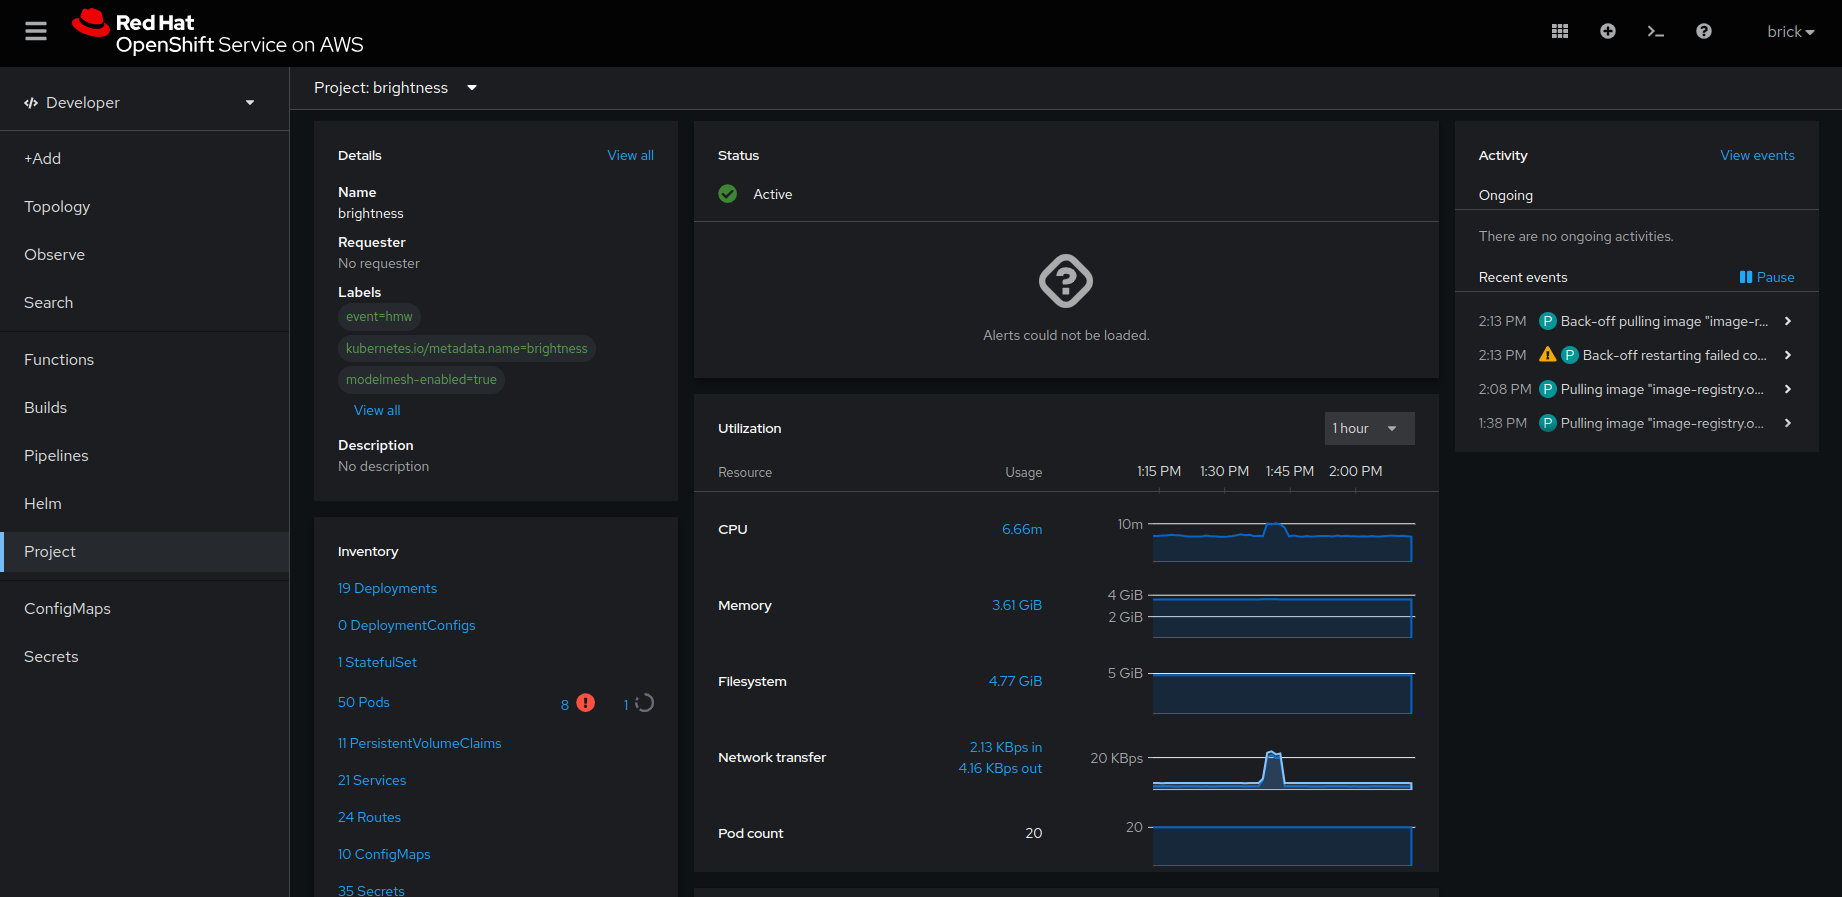 Red Hat
OpenShift Service on AWS
brick
Developer
+Add
Topology
Observe
Search
Functions
Builds
Pipelines
Helm
Project
ConfigMaps
Secrets
Project: brightness
Details
View all
Name
brightness
Requester
No requester
Labels
event=hmw
kubernetes.io/metadata.name=brightness
modelmesh-enabled=true
View all
Description
No description
Inventory
19 Deployments
0 DeploymentConfigs
1 StatefulSet
50 Pods 8 1
11 PersistentVolumeClaims
21 Services
24 Routes
10 ConfigMaps
35 Secrets
Status
Active
Alerts could not be loaded.
Utilization
1 hour
Resource Usage 1:15 PM 1:30 PM 1:45 PM 2:00 PM
CPU 6.66m 10m
Memory 3.61 GiB 4 GiB
2 GiB
Filesystem 4.77 GiB 5 GiB
Network transfer 2.13 KBps in 20 KBps
4.16 KBps out
Pod count 20 20
Activity
View events
Ongoing
There are no ongoing activities.
Recent events
Pause
2:13 PM P Back-off pulling image "image-r...
2:13 PM P Back-off restarting failed co...
2:08 PM P Pulling image "image-registry.o...
1:38 PM P Pulling image "image-registry.o...